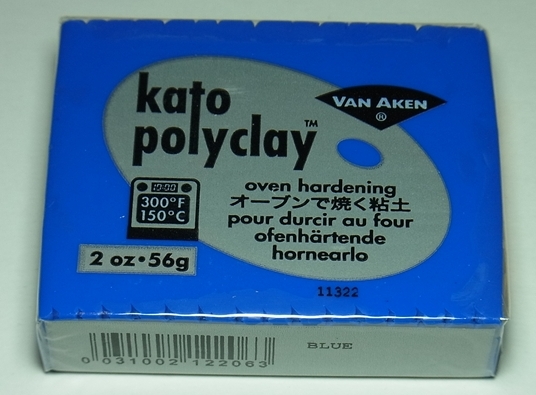 kato
polyclay™
VAN AKEN
®
10:00
300°F
150°C
oven hardening
オーブンで焼く粘土
pour durcir au four
ofenhärtende
hornearlo
2 oz•56g
11322
0 031002 122063
BLUE